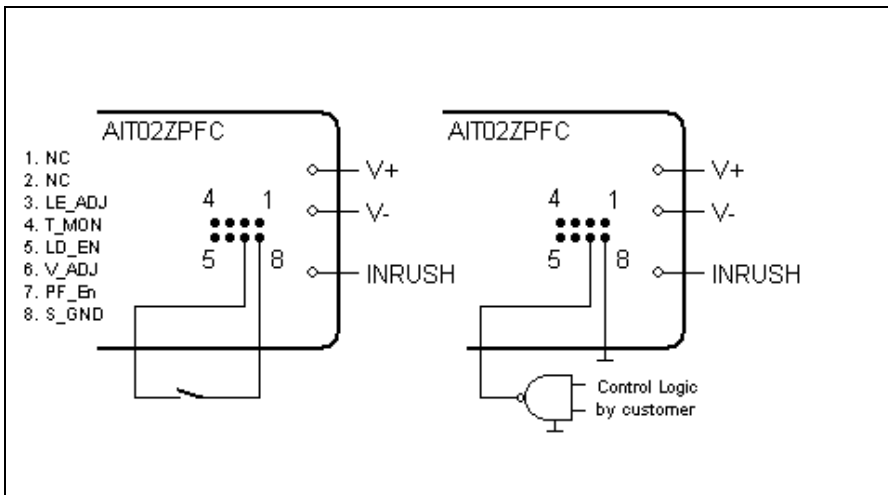 AIT02ZPFC
1. NC
2. NC
3. LE_ADJ
4. T_MON
5. LD_EN
6. V_ADJ
7. PF_En
8. S_GND
4 1
5 8
V+
V-
INRUSH
AIT02ZPFC
4 1
5 8
V+
V-
INRUSH
Control Logic
by customer